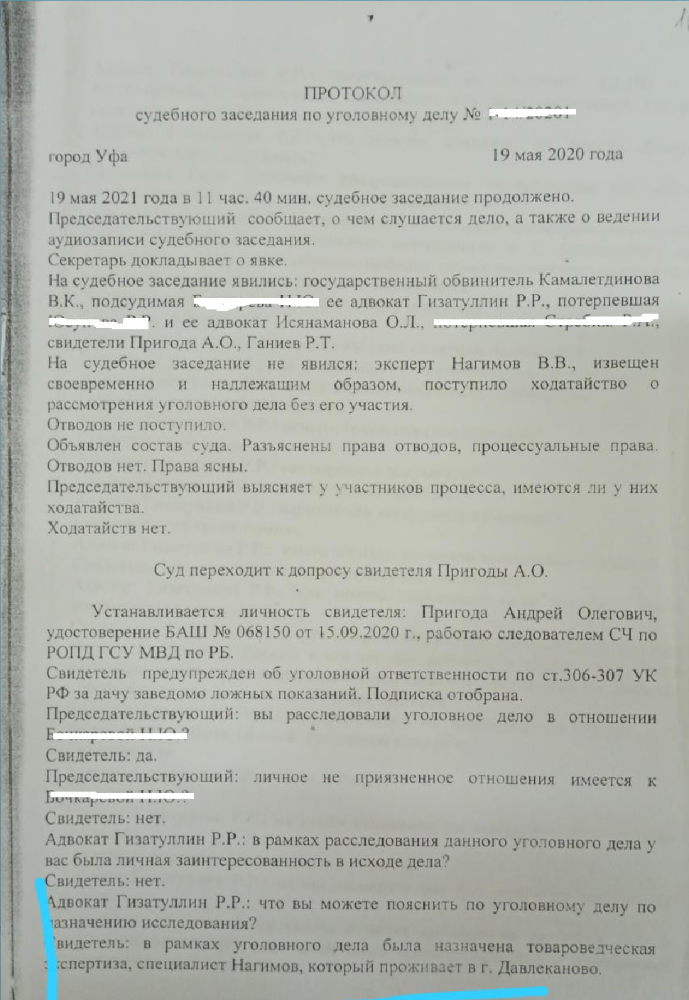 ПРОТОКОЛ
судебного заседания по уголовному делу №
город Уфа 19 мая 2020 года
19 мая 2021 года в 11 час. 40 мин. судебное заседание продолжено.
Председательствующий сообщает, о чем слушается дело, а также о ведении
аудиозаписи судебного заседания.
Секретарь докладывает о явке.
На судебное заседание явились: государственный обвинитель Камалетдинова
В.К., подсудимая ее адвокат Гизатуллин Р.Р., потерпевшая
и ее адвокат Исянаманова О.Л.,
свидетели Пригода А.О., Ганиев Р.Т.
На судебное заседание не явился: эксперт Нагимов В.В., извещен
своевременно и надлежащим образом, поступило ходатайство о
рассмотрения уголовного дела без его участия.
Отводов не поступило.
Объявлен состав суда. Разъяснены права отводов, процессуальные права.
Отводов нет. Права ясны.
Председательствующий выясняет у участников процесса, имеются ли у них
ходатайства.
Ходатайств нет.
Суд переходит к допросу свидетеля Пригоды А.О.
Устанавливается личность свидетеля: Пригода Андрей Олегович,
удостоверение БАШ № 068150 от 15.09.2020 г., работаю следователем СЧ по
РОПД ГСУ МВД по РБ.
Свидетель предупрежден об уголовной ответственности по ст.306-307 УК
РФ за дачу заведомо ложных показаний. Подписка отобрана.
Председательствующий: вы расследовали уголовное дело в отношении
Свидетель: да.
Председательствующий: личное не приязненное отношения имеется к
Свидетель: нет.
Адвокат Гизатуллин Р.Р.: в рамках расследования данного уголовного дела у
вас была личная заинтересованность в исходе дела?
Свидетель: нет.
Адвокат Гизатуллин Р.Р.: что вы можете пояснить по уголовному делу по
назначению исследования?
Свидетель: в рамках уголовного дела была назначена товароведческая
экспертиза, специалист Нагимов, который проживает в г. Давлеканово.